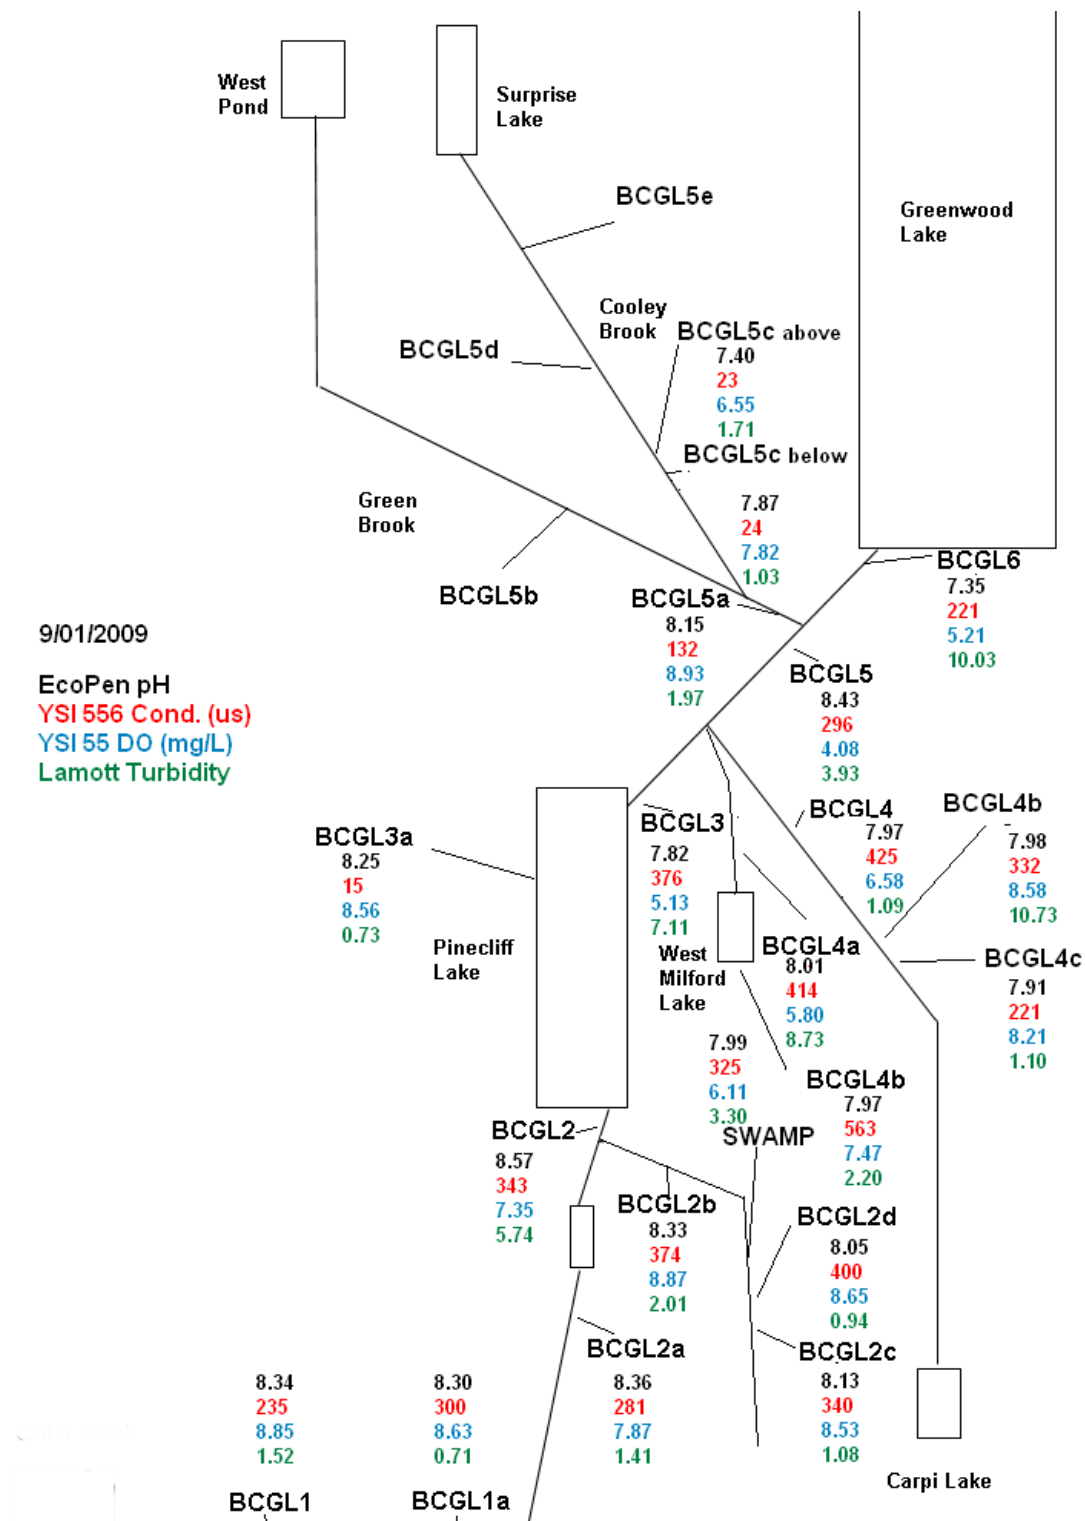 West
Pond
Surprise
Lake
Greenwood
Lake
BCGL5e
Cooley
Brook
BCGL5c above
7.40
23
6.55
1.71
BCGL5d
BCGL5c below
7.87
24
7.82
1.03
Green
Brook
BCGL5b
BCGL5a
8.15
132
8.93
1.97
BCGL6
7.35
221
5.21
10.03
9/01/2009
EcoPen pH
YSI 556 Cond. (us)
YSI 55 DO (mg/L)
Lamott Turbidity
BCGL5
8.43
296
4.08
3.93
BCGL3a
8.25
15
8.56
0.73
BCGL3
7.82
376
5.13
7.11
BCGL4
7.97
425
6.58
1.09
BCGL4b
7.98
332
8.58
10.73
Pinecliff
Lake
West
Milford
Lake
BCGL4a
8.01
414
5.80
8.73
BCGL4c
7.91
221
8.21
1.10
7.99
325
6.11
3.30
SWAMP
BCGL4b
7.97
563
7.47
2.20
BCGL2
8.57
343
7.35
5.74
BCGL2b
8.33
374
8.87
2.01
BCGL2d
8.05
400
8.65
0.94
BCGL2a
8.36
281
7.87
1.41
BCGL2c
8.13
340
8.53
1.08
8.34
235
8.85
1.52
BCGL1
8.30
300
8.63
0.71
BCGL1a
Carpi Lake